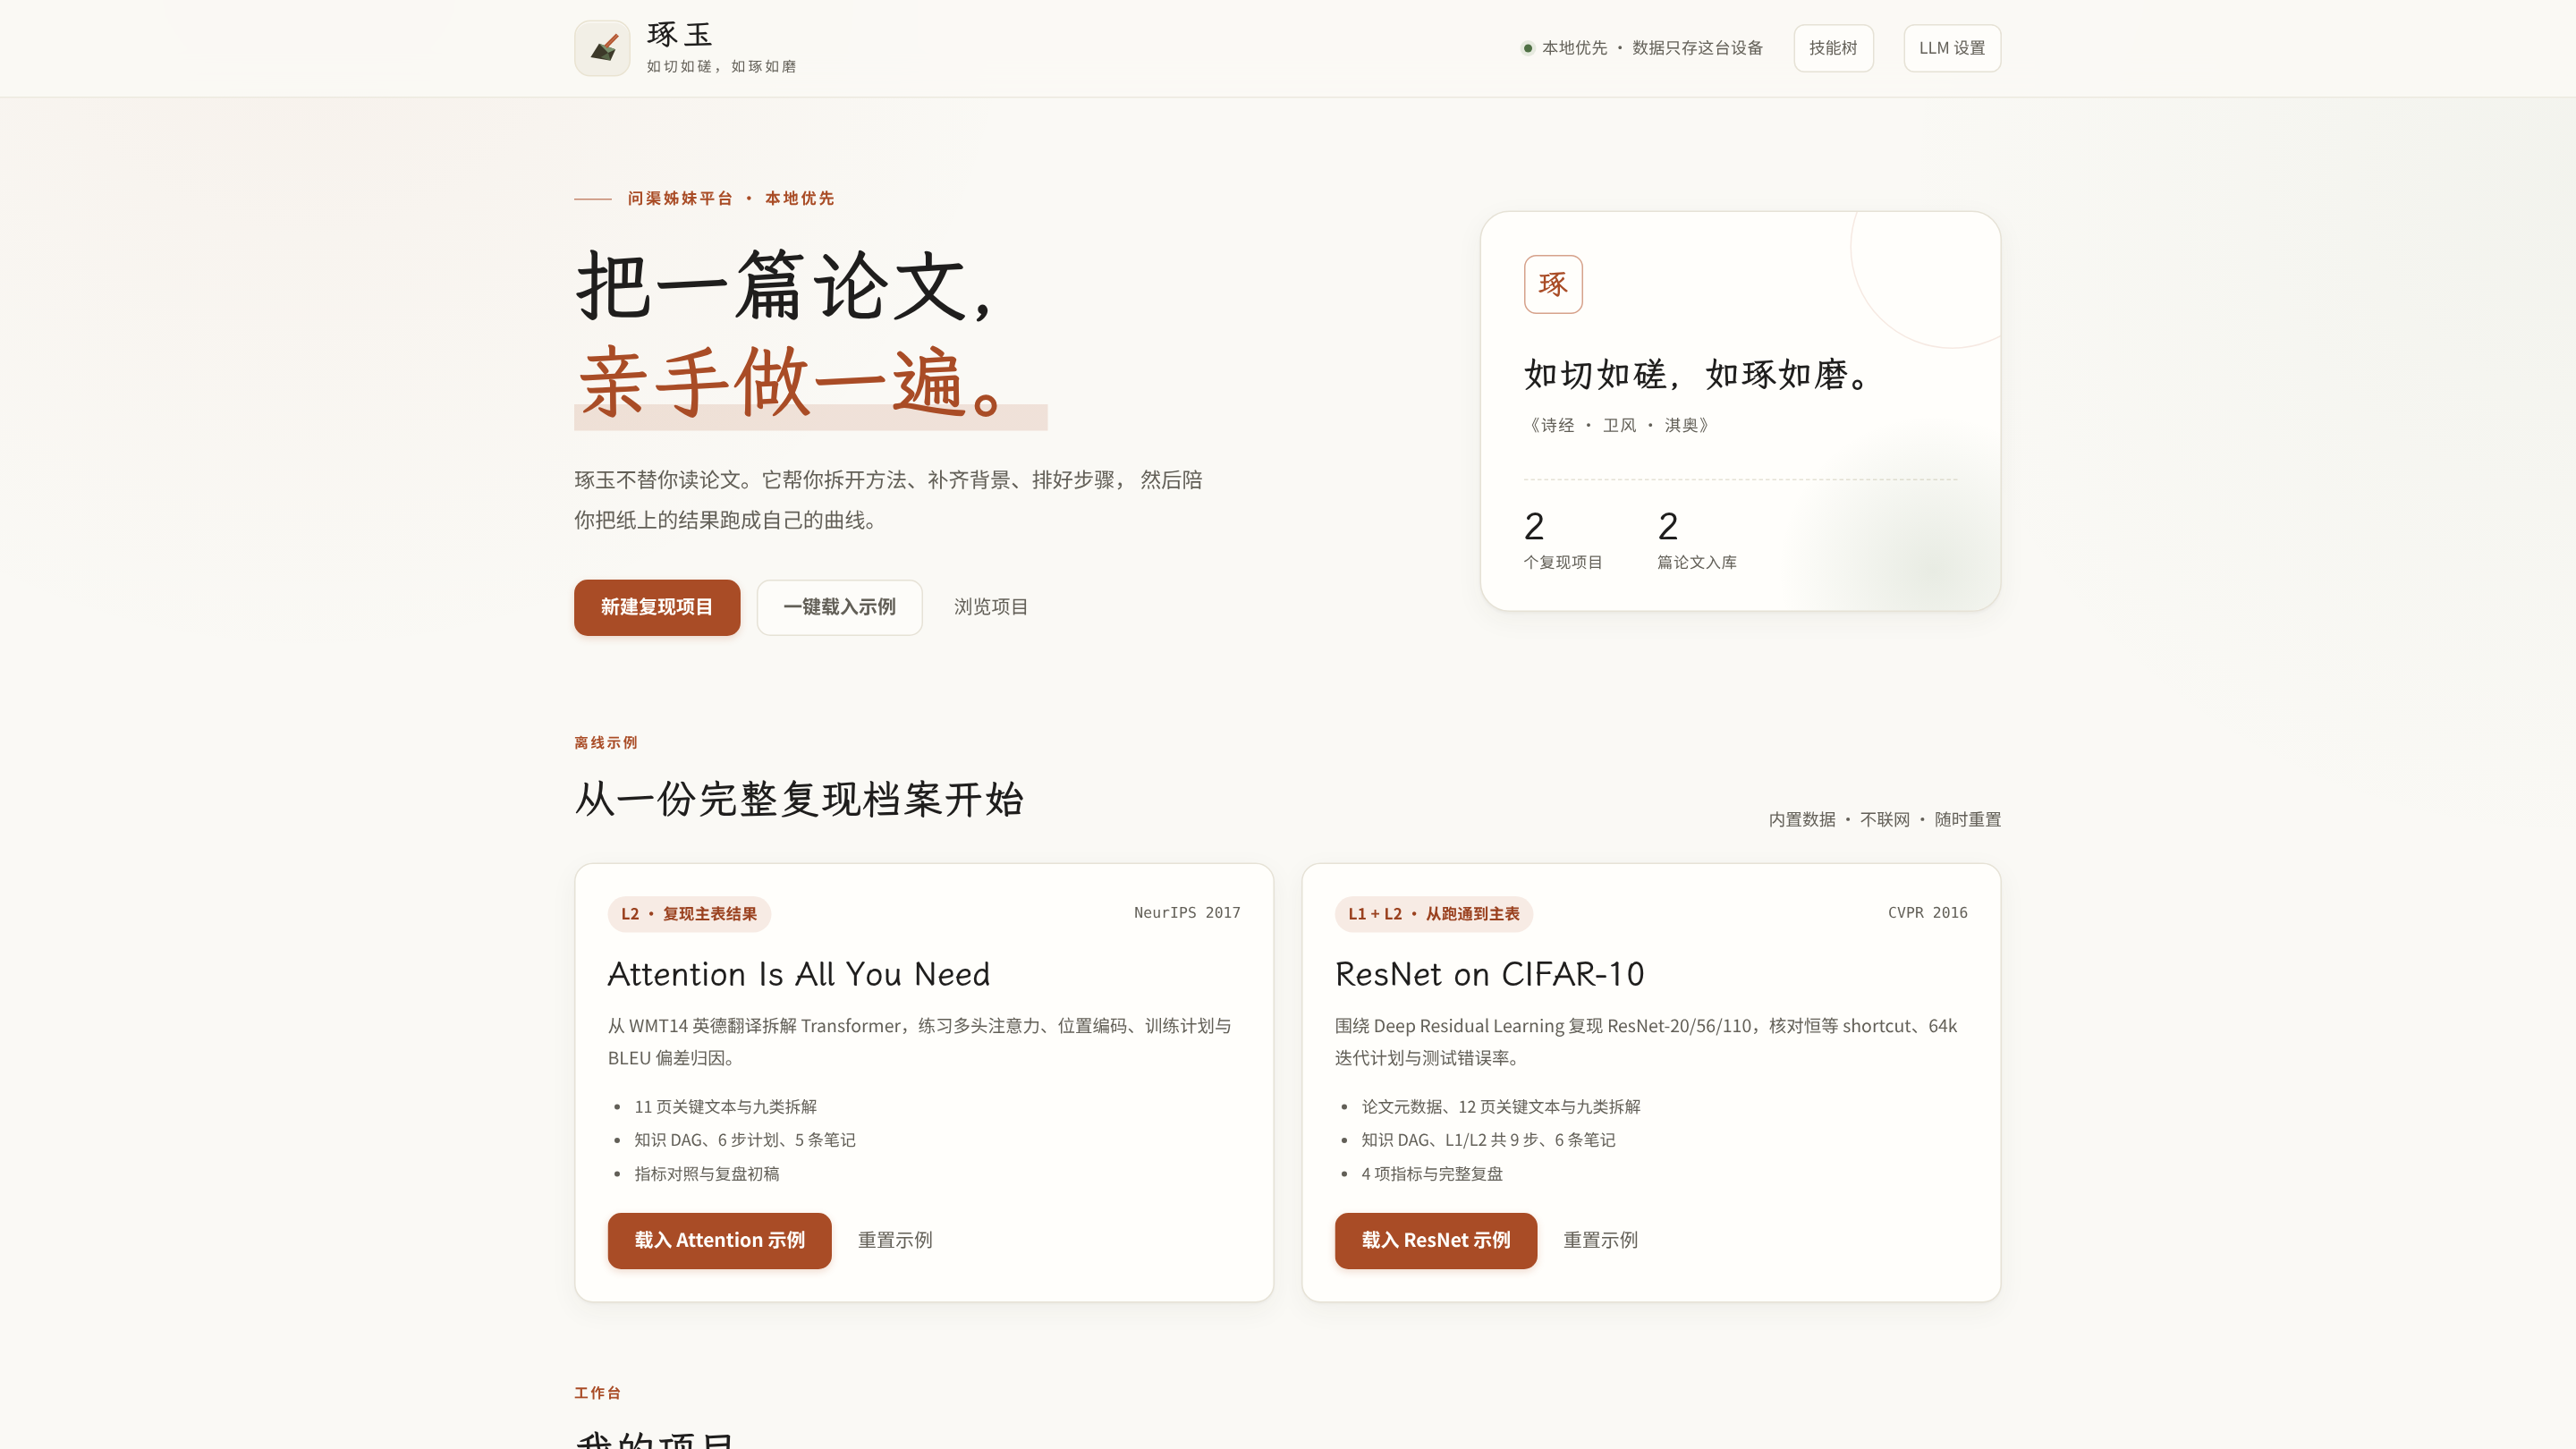 琢玉
如切如磋，如琢如磨
本地优先 · 数据只存这台设备
技能树
LLM 设置
问渠姊妹平台 · 本地优先
把一篇论文，
亲手做一遍。
琢玉不替你读论文。它帮你拆开方法、补齐背景、排好步骤， 然后陪
你把纸上的结果跑成自己的曲线。
新建复现项目
一键载入示例
浏览项目
琢
如切如磋，如琢如磨。
《诗经 · 卫风 · 淇奥》
2
个复现项目
2
篇论文入库
离线示例
从一份完整复现档案开始
内置数据 · 不联网 · 随时重置
L2 · 复现主表结果
NeurIPS 2017
Attention Is All You Need
从 WMT14 英德翻译拆解 Transformer，练习多头注意力、位置编码、训练计划与
BLEU 偏差归因。
• 11 页关键文本与九类拆解
• 知识 DAG、6 步计划、5 条笔记
• 指标对照与复盘初稿
载入 Attention 示例
重置示例
L1 + L2 · 从跑通到主表
CVPR 2016
ResNet on CIFAR-10
围绕 Deep Residual Learning 复现 ResNet-20/56/110，核对恒等 shortcut、64k
迭代计划与测试错误率。
• 论文元数据、12 页关键文本与九类拆解
• 知识 DAG、L1/L2 共 9 步、6 条笔记
• 4 项指标与完整复盘
载入 ResNet 示例
重置示例
工作台
我的项目